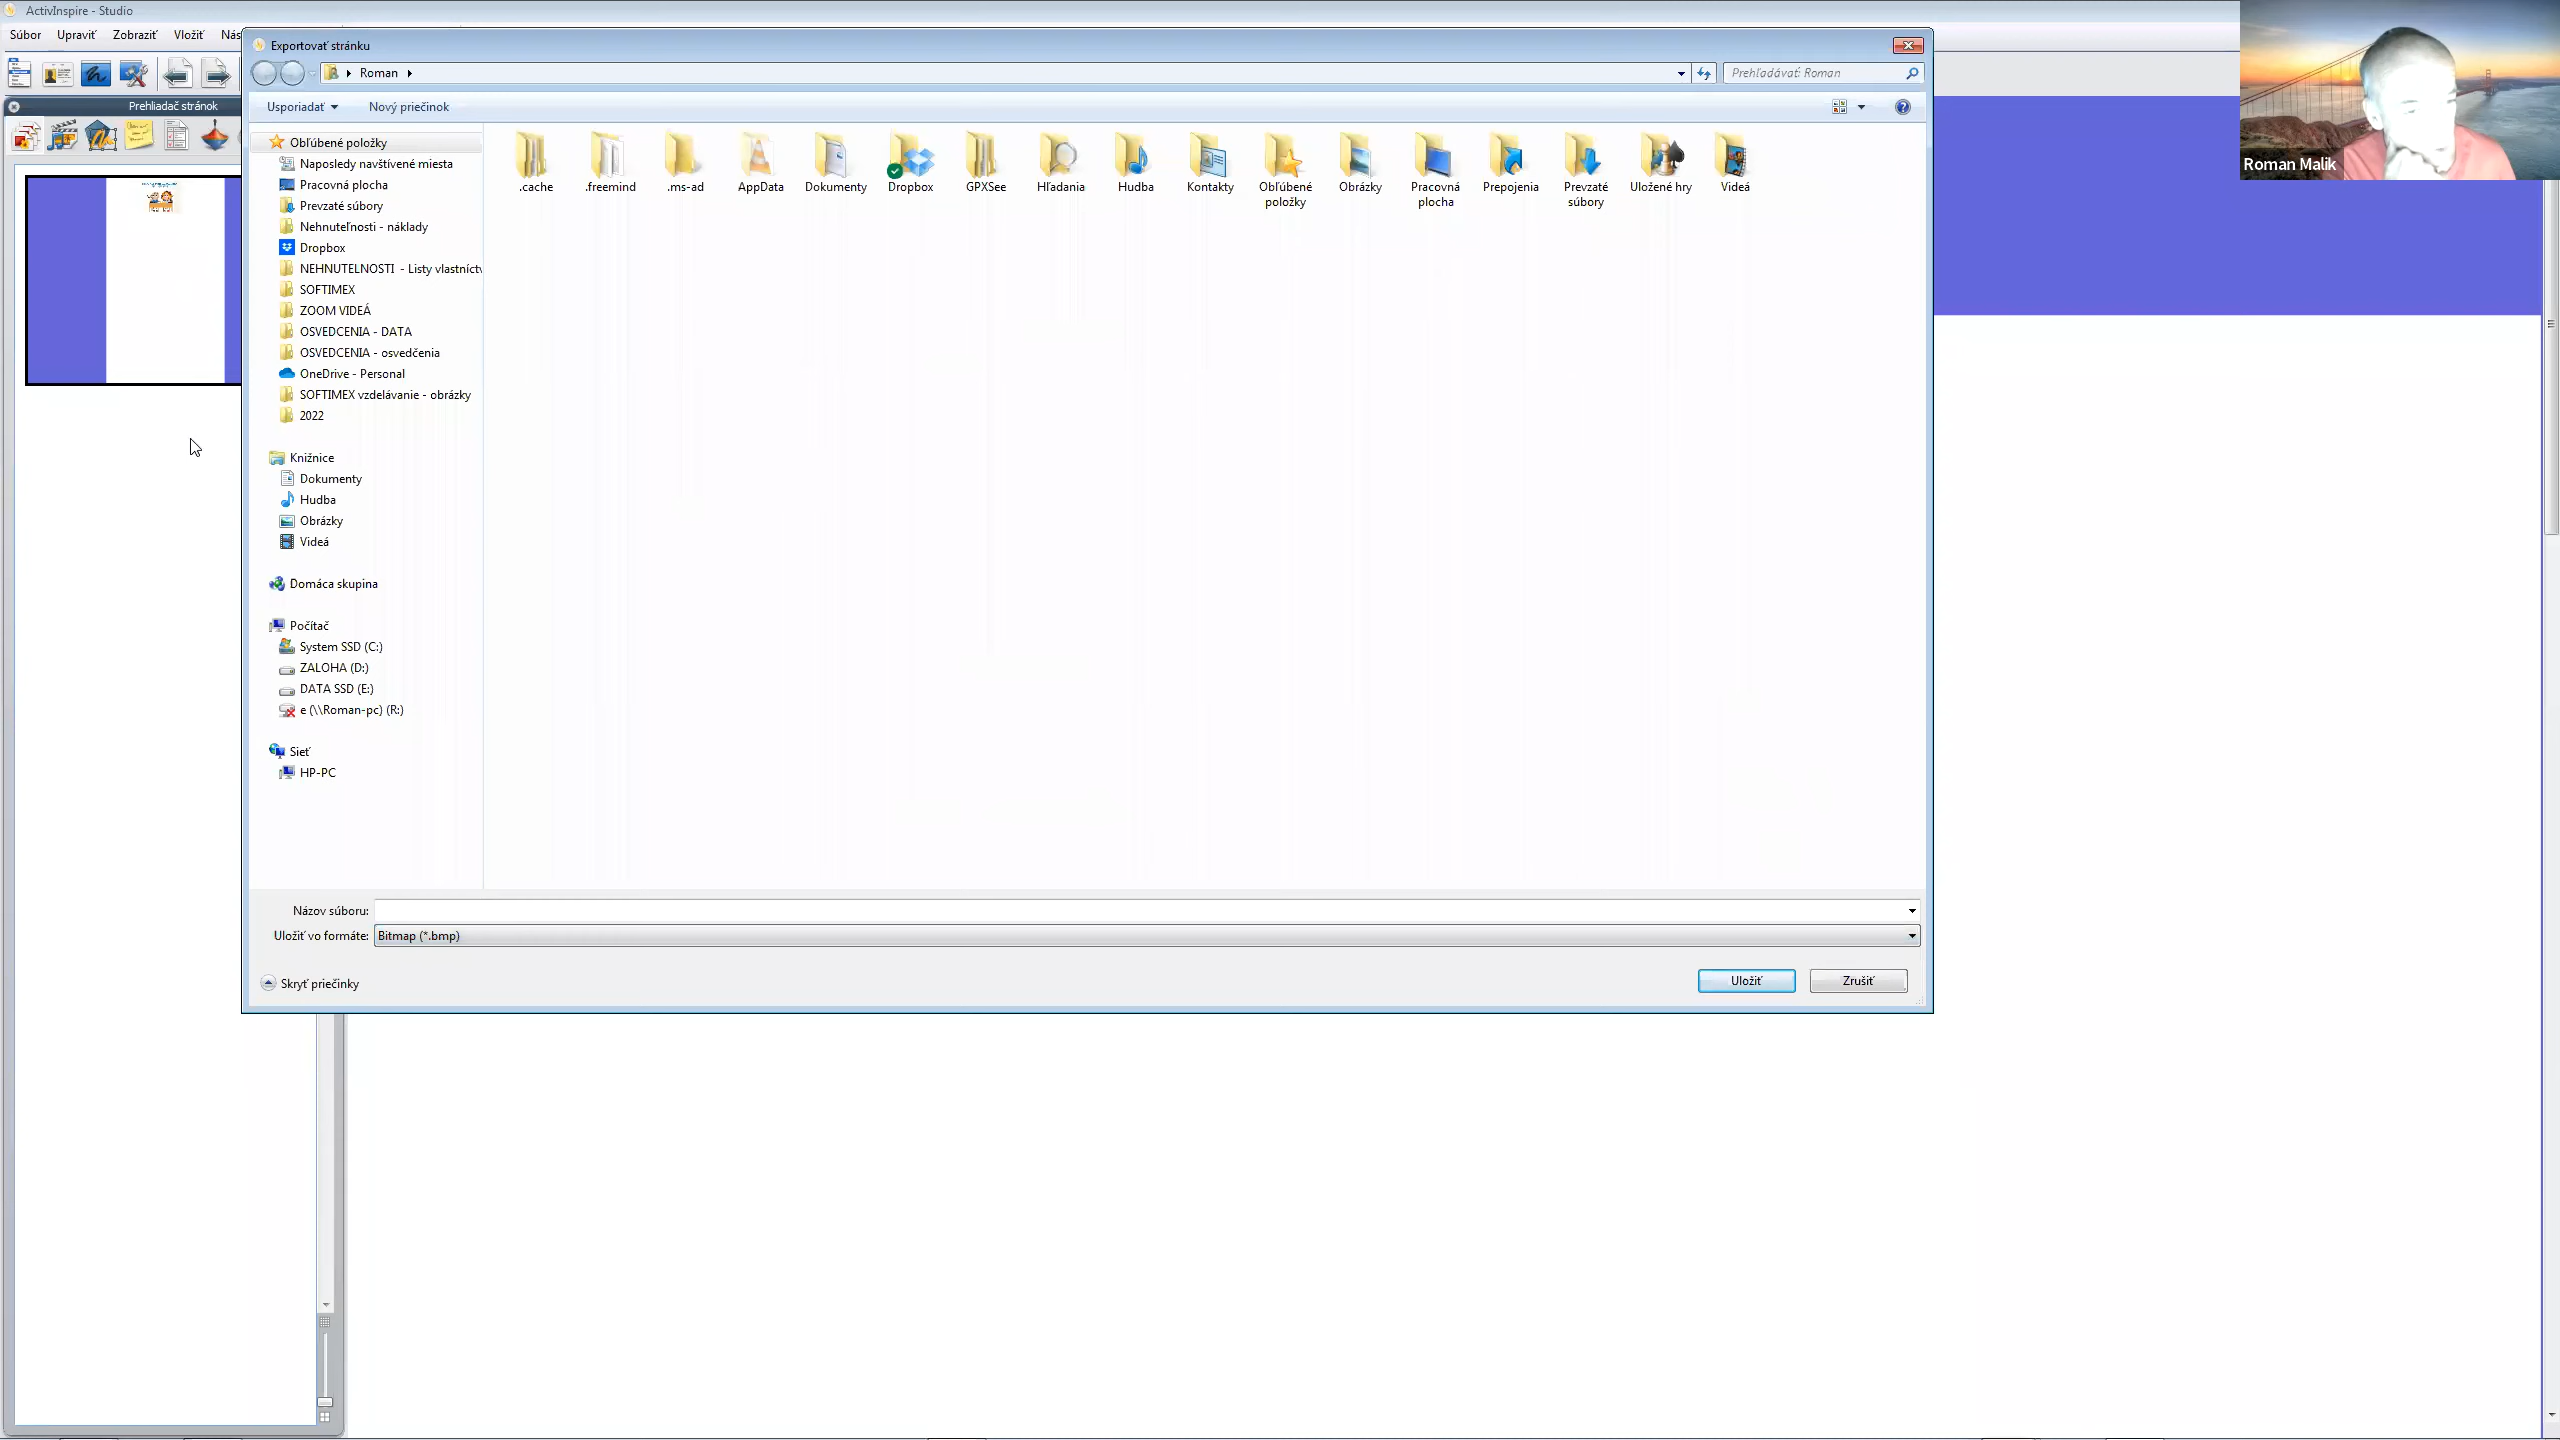 ActivInspire - Studio
Súbor Upraviť Zobraziť Vložiť Nás
Prehliadač stránok
Exportovať stránku
Roman
Prehľadávať: Roman
Usporiadať Nový priečinok
Obľúbené položky
Naposledy navštívené miesta
Pracovná plocha
Prevzaté súbory
Nehnuteľnosti - náklady
Dropbox
NEHNUTELNOSTI - Listy vlastníctv
SOFTIMEX
ZOOM VIDEÁ
OSVEDCENIA - DATA
OSVEDCENIA - osvedčenia
OneDrive - Personal
SOFTIMEX vzdelávanie - obrázky
2022
Knižnice
Dokumenty
Hudba
Obrázky
Videá
Domáca skupina
Počítač
System SSD (C:)
ZALOHA (D:)
DATA SSD (E:)
e (\\Roman-pc) (R:)
Sieť
HP-PC
.cache .freemind .ms-ad AppData Dokumenty Dropbox GPXSee Hľadania Hudba Kontakty Obľúbené položky Obrázky Pracovná plocha Prepojenia Prevzaté súbory Uložené hry Videá
Názov súboru:
Uložiť vo formáte: Bitmap (*.bmp)
Skryť priečinky
Uložiť Zrušiť
Roman Malik